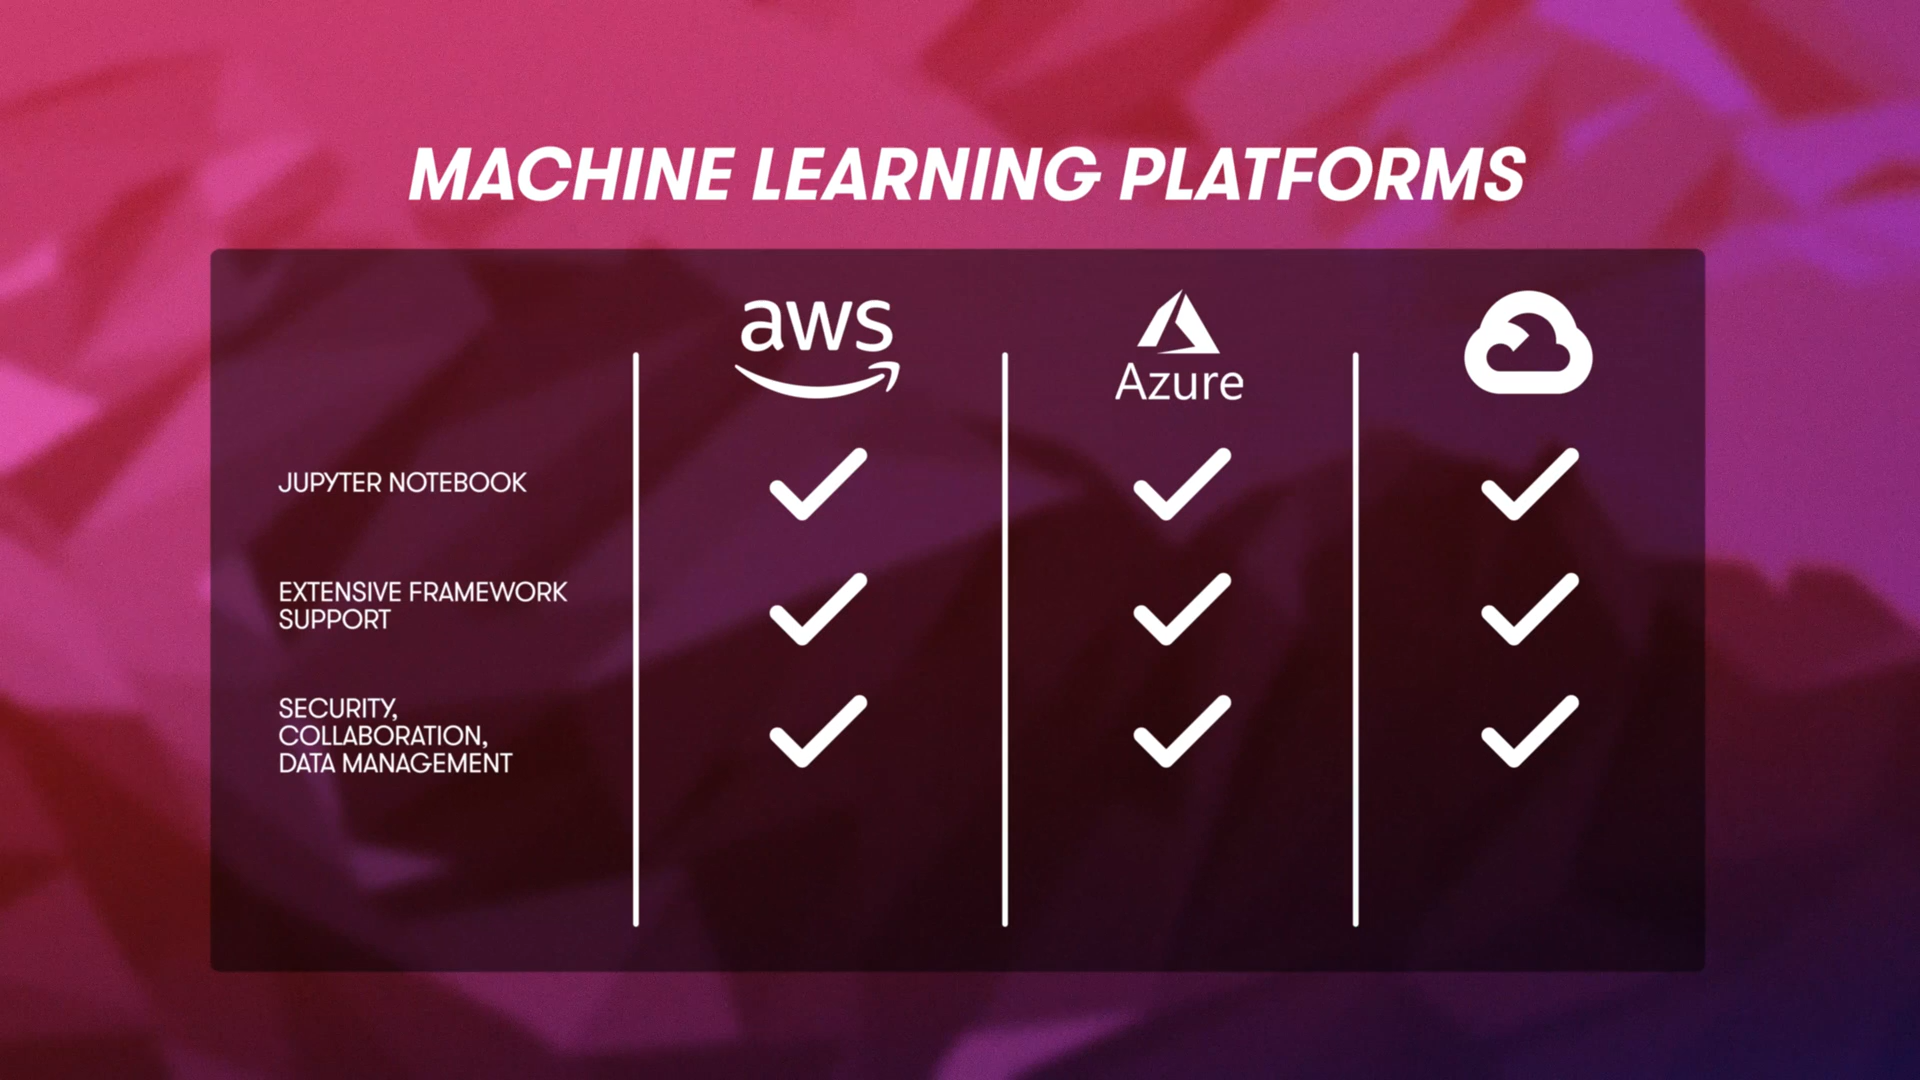 MACHINE LEARNING PLATFORMS
aws
Azure
JUPYTER NOTEBOOK
EXTENSIVE FRAMEWORK
SUPPORT
SECURITY,
COLLABORATION,
DATA MANAGEMENT